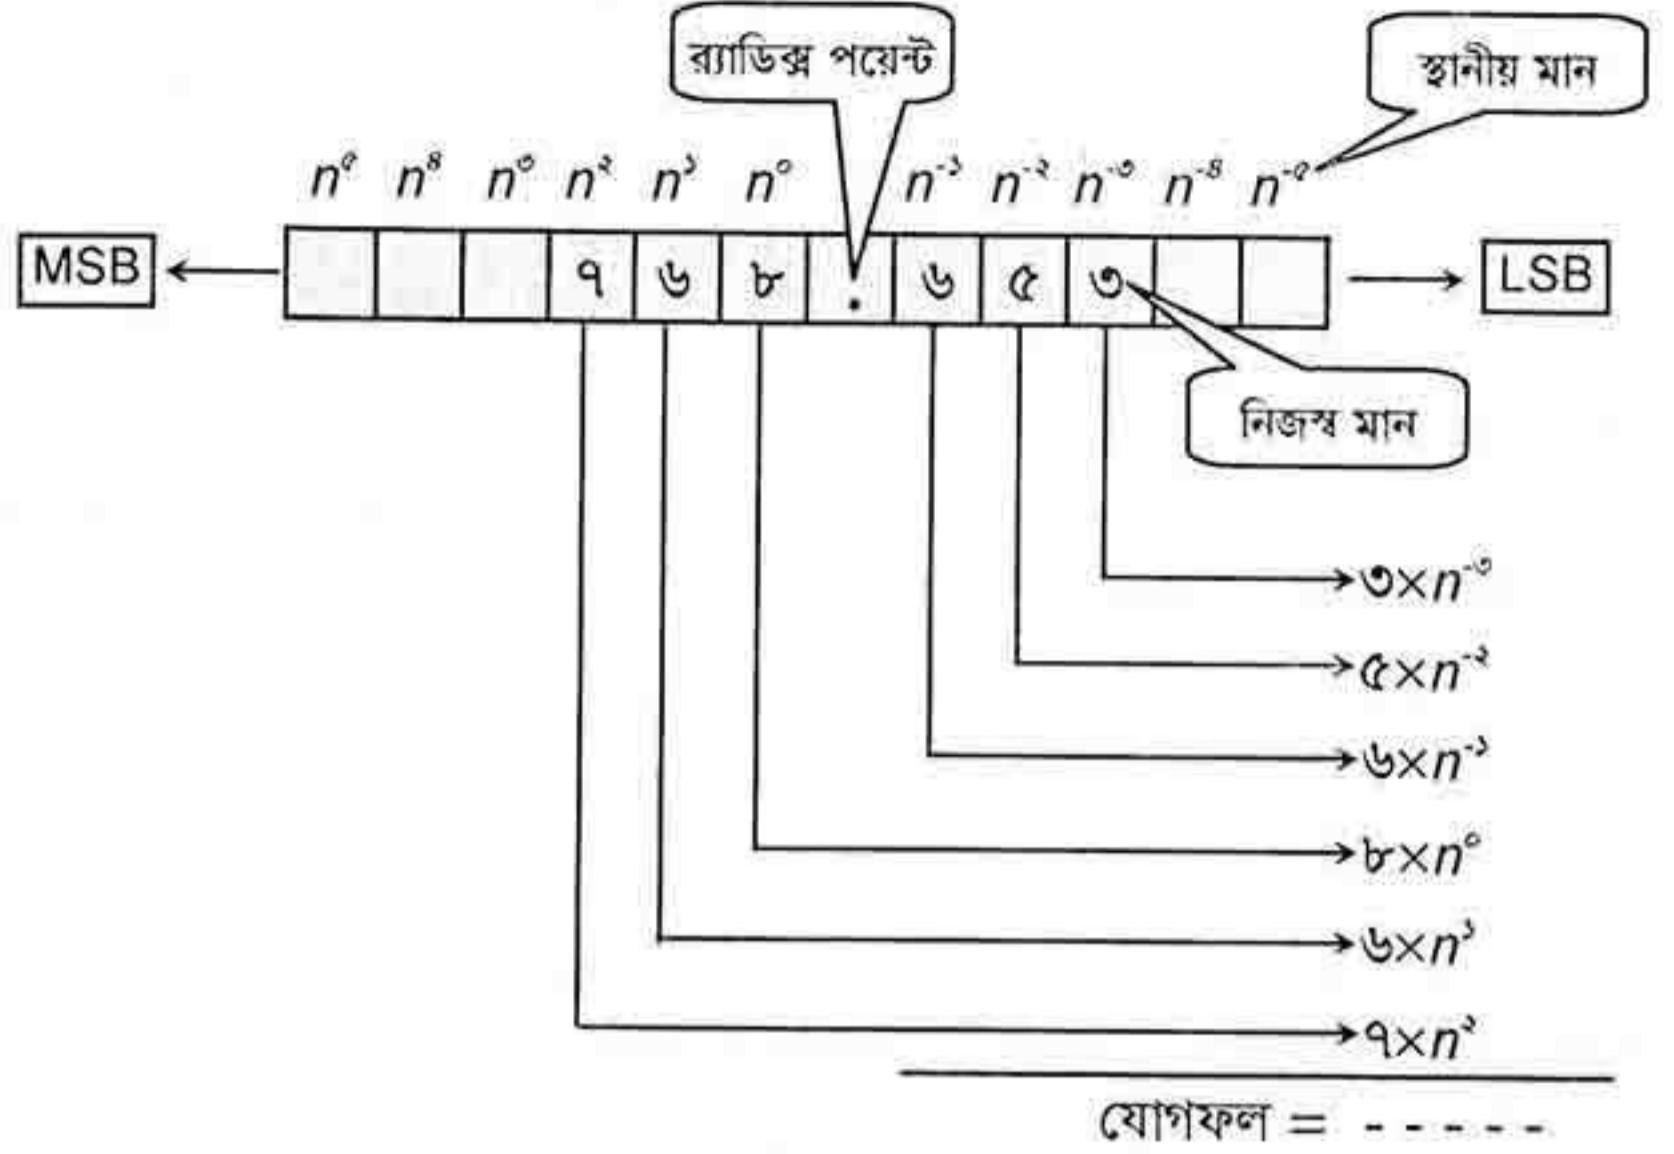 র‍্যাডিক্স পয়েন্ট
স্থানীয় মান
n⁵ n⁴ n³ n² n¹ n⁰ n⁻¹ n⁻² n⁻³ n⁻⁴ n⁻⁵
MSB ৭ ৬ ৮ . ৬ ৫ ৩ LSB
নিজস্ব মান
৩×n⁻³
৫×n⁻²
৬×n⁻¹
৮×n⁰
৬×n¹
৭×n²
যোগফল = - - - - -